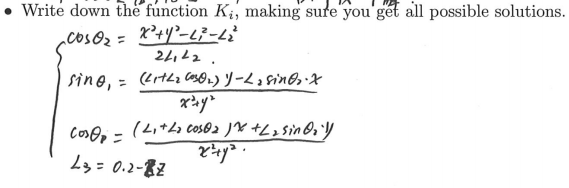 • Write down the function Kᵢ, making sure you get all possible solutions.
cosθ₂ = (x²+y²-L₁²-L₂²) / (2L₁L₂) .
sinθ₁ = ((L₁+L₂cosθ₂)y-L₂sinθ₂·x) / (x²+y²)
cosθ₁ = ((L₁+L₂cosθ₂)x+L₂sinθ₂·y) / (x²+y²) .
L₃ = 0.2-z